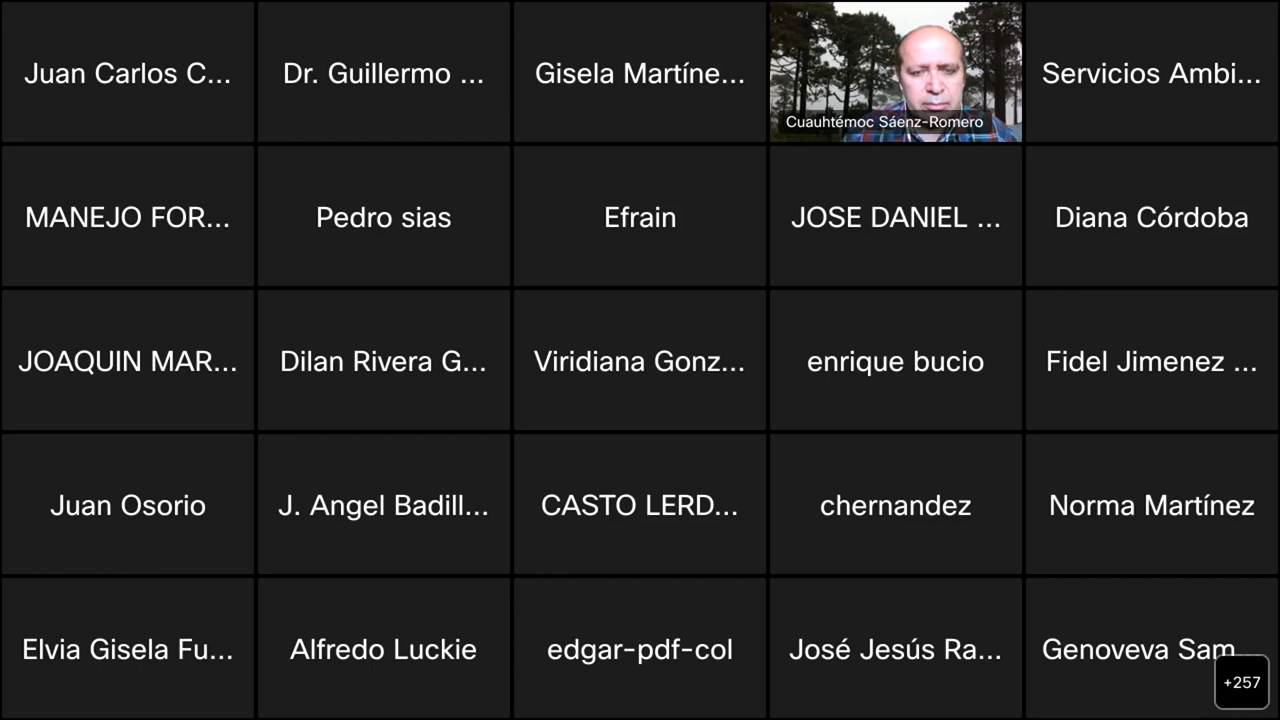 Juan Carlos C...
Dr. Guillermo ...
Gisela Martíne...
Cuauhtémoc Sáenz-Romero
Servicios Ambi...
MANEJO FOR...
Pedro sias
Efrain
JOSE DANIEL ...
Diana Córdoba
JOAQUIN MAR...
Dilan Rivera G...
Viridiana Gonz...
enrique bucio
Fidel Jimenez ...
Juan Osorio
J. Angel Badill...
CASTO LERD...
chernandez
Norma Martínez
Elvia Gisela Fu...
Alfredo Luckie
edgar-pdf-col
José Jesús Ra...
Genoveva Sam...
+257